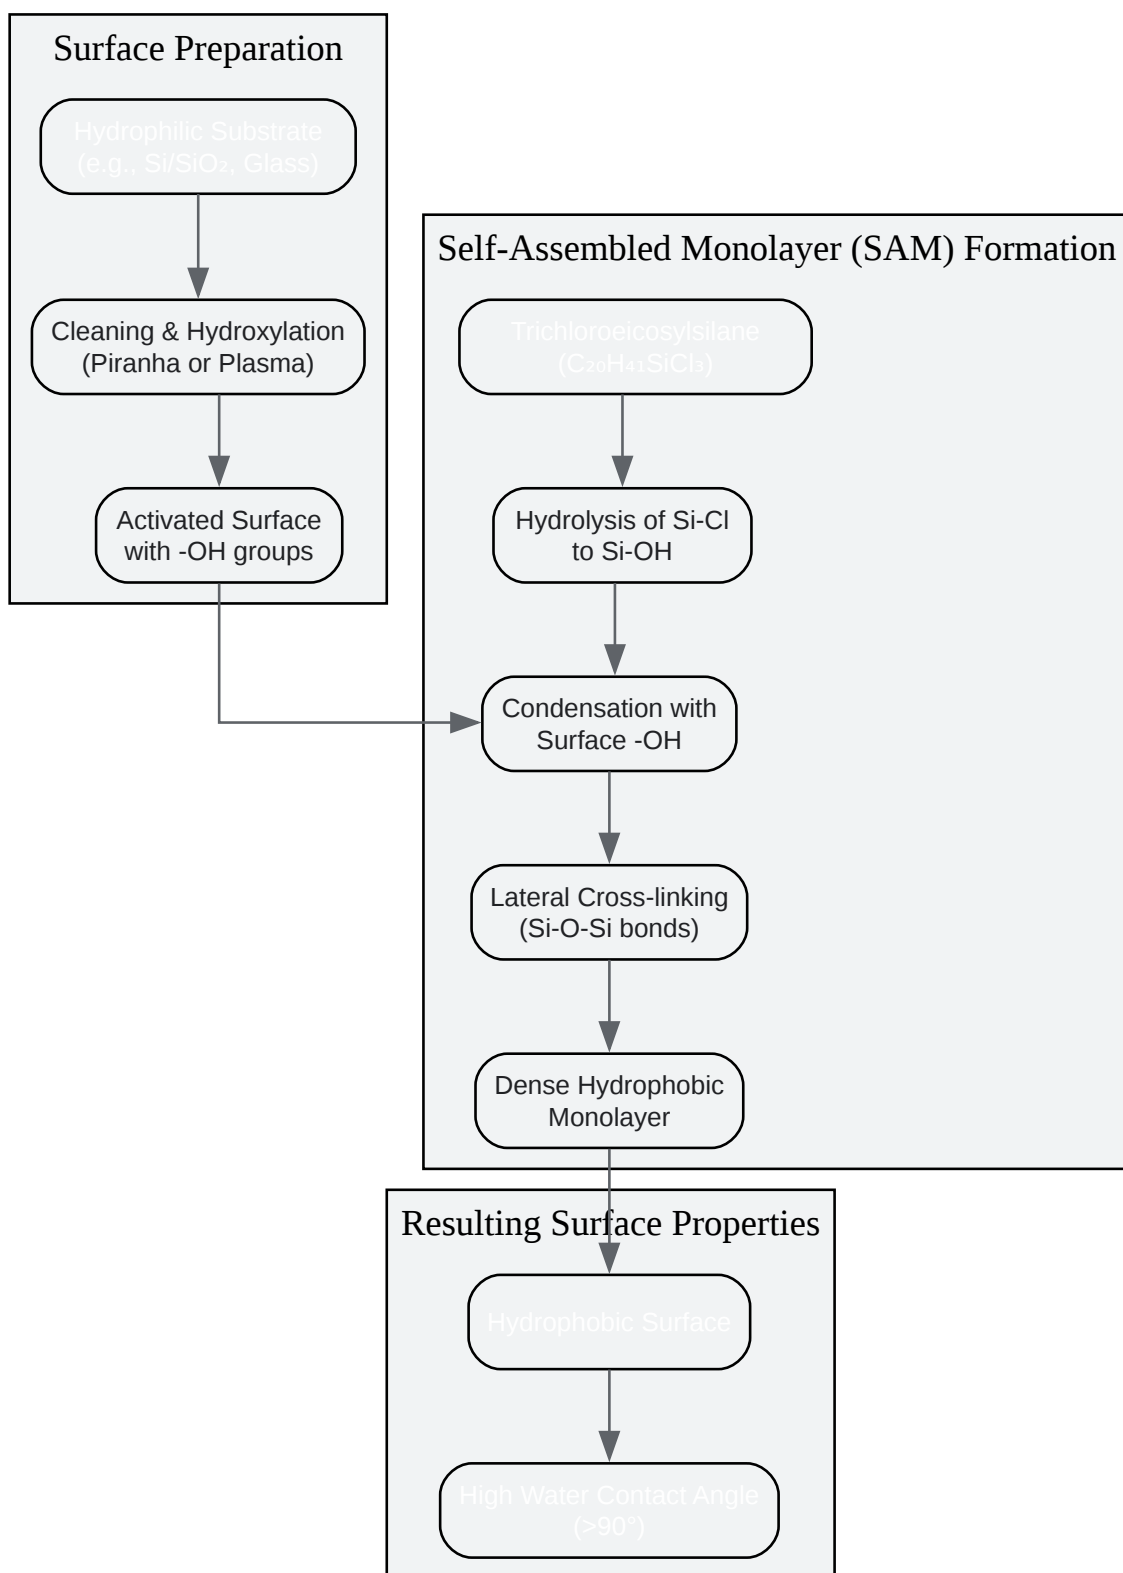 Surface Preparation
Hydrophilic Substrate
(e.g., Si/SiO₂, Glass)
Cleaning & Hydroxylation
(Piranha or Plasma)
Activated Surface
with -OH groups
Self-Assembled Monolayer (SAM) Formation
Trichloroeicosylsilane
(C₂₀H₄₁SiCl₃)
Hydrolysis of Si-Cl
to Si-OH
Condensation with
Surface -OH
Lateral Cross-linking
(Si-O-Si bonds)
Dense Hydrophobic
Monolayer
Resulting Surface Properties
Hydrophobic Surface
High Water Contact Angle
(>90°)